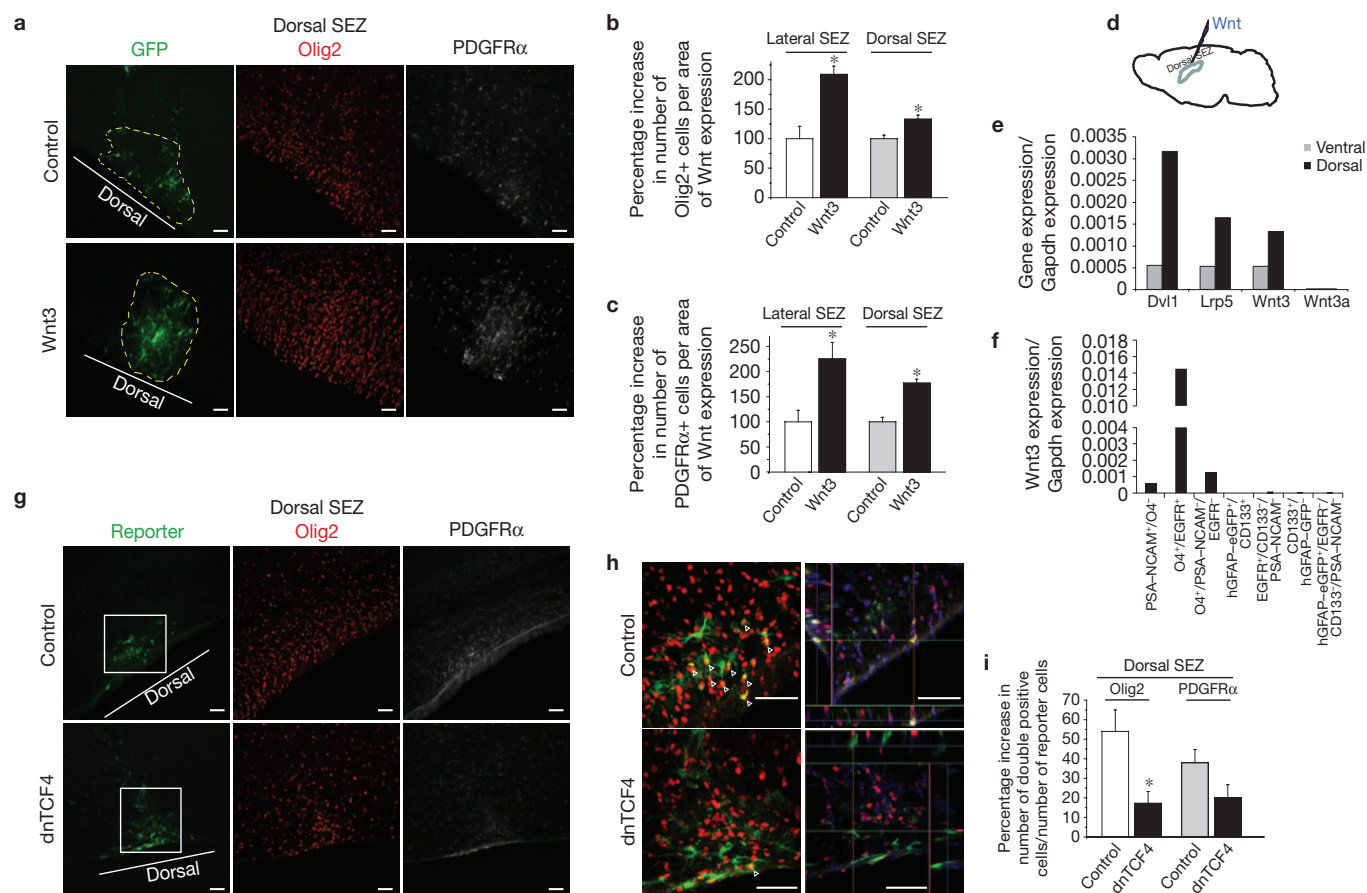 a
Dorsal SEZ
GFP
Olig2
PDGFRα
Control
Dorsal
Wnt3
Dorsal
b
Percentage increase
in number of
Olig2+ cells per area
of Wnt expression
Lateral SEZ
Dorsal SEZ
200
150
100
50
0
*
*
Control
Wnt3
Control
Wnt3
c
Percentage increase
in number of
PDGFRα+ cells per area
of Wnt expression
Lateral SEZ
Dorsal SEZ
250
200
150
100
50
0
*
*
Control
Wnt3
Control
Wnt3
d
Wnt
Dorsal SEZ
e
Gene expression/
Gapdh expression
Ventral
Dorsal
0.0035
0.0030
0.0025
0.0020
0.0015
0.0010
0.0005
0
Dvl1
Lrp5
Wnt3
Wnt3a
f
Wnt3 expression/
Gapdh expression
0.018
0.016
0.014
0.012
0.010
0.004
0.003
0.002
0.001
0
PSA–NCAM⁺/O4⁻
O4⁺/EGFR⁺
O4⁺/PSA–NCAM⁻/
EGFR⁻
hGFAP–eGFP⁺/
CD133⁺
EGFR⁺/CD133⁻/
PSA–NCAM⁻
CD133⁺/
hGFAP–GFP⁻
hGFAP–eGFP⁺/EGFR⁻/
CD133⁻/PSA–NCAM⁻
g
Dorsal SEZ
Reporter
Olig2
PDGFRα
Control
Dorsal
dnTCF4
Dorsal
h
Control
dnTCF4
i
Percentage increase in
number of double positive
cells/number of reporter cells
Dorsal SEZ
Olig2
PDGFRα
70
60
50
40
30
20
10
0
*
Control
dnTCF4
Control
dnTCF4